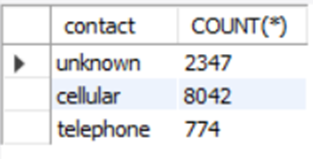 contact COUNT(*)
unknown 2347
cellular 8042
telephone 774